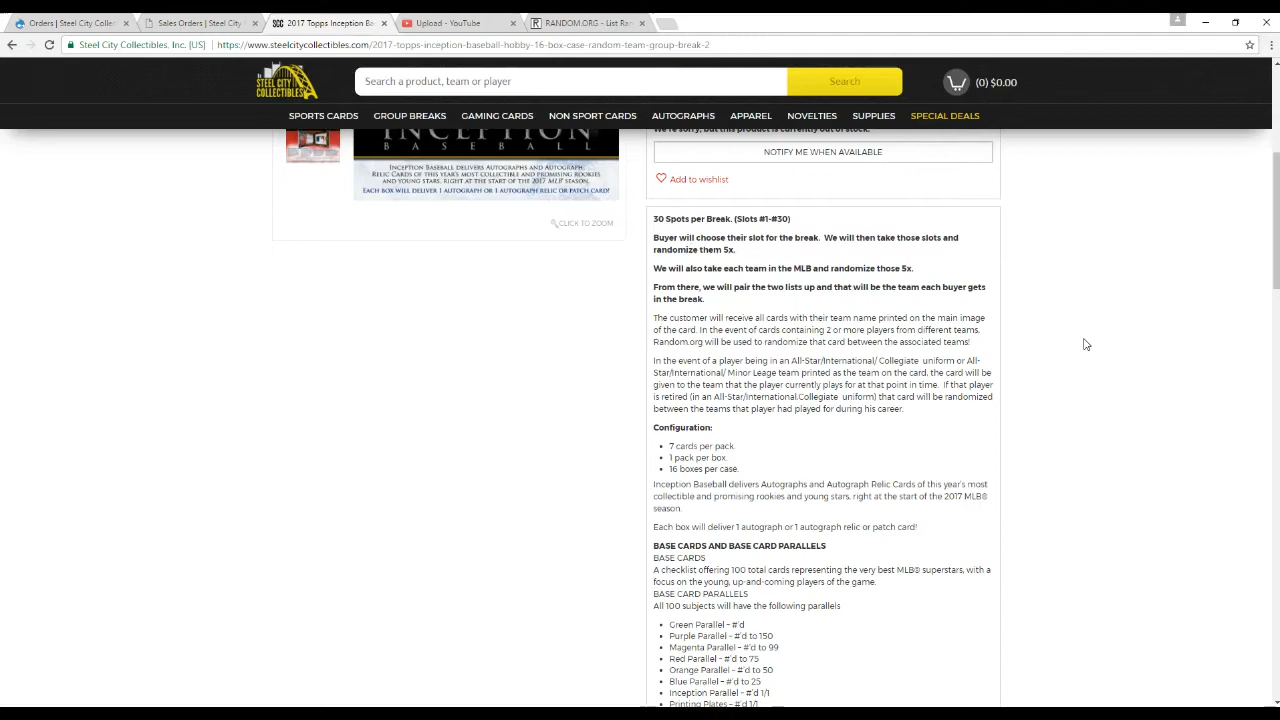 Orders | Steel City Collec
Sales Orders | Steel City
SCC 2017 Topps Inception Ba
Upload - YouTube
RANDOM.ORG - List Ran
Steel City Collectibles, Inc. [US]
https://www.steelcitycollectibles.com/2017-topps-inception-baseball-hobby-16-box-case-random-team-group-break-2
STEEL CITY
COLLECTIBLES
Search a product, team or player
Search
(0) $0.00
SPORTS CARDS
GROUP BREAKS
GAMING CARDS
NON SPORT CARDS
AUTOGRAPHS
APPAREL
NOVELTIES
SUPPLIES
SPECIAL DEALS
INCEPTION
BASEBALL
INCEPTION BASEBALL DELIVERS AUTOGRAPHS AND AUTOGRAPH
RELIC CARDS OF THIS YEAR'S MOST COLLECTIBLE AND PROMISING ROOKIES
AND YOUNG STARS, RIGHT AT THE START OF THE 2017 MLB® SEASON.
EACH BOX WILL DELIVER 1 AUTOGRAPH OR 1 AUTOGRAPH RELIC OR PATCH CARD!
CLICK TO ZOOM
We're sorry, but this product is currently out of stock.
NOTIFY ME WHEN AVAILABLE
Add to wishlist
30 Spots per Break. (Slots #1-#30)
Buyer will choose their slot for the break. We will then take those slots and
randomize them 5x.
We will also take each team in the MLB and randomize those 5x.
From there, we will pair the two lists up and that will be the team each buyer gets
in the break.
The customer will receive all cards with their team name printed on the main image
of the card. In the event of cards containing 2 or more players from different teams,
Random.org will be used to randomize that card between the associated teams!
In the event of a player being in an All-Star/International/ Collegiate uniform or All-
Star/International/ Minor Leage team printed as the team on the card, the card will be
given to the team that the player currently plays for at that point in time. If that player
is retired (in an All-Star/International.Collegiate uniform) that card will be randomized
between the teams that player had played for during his career.
Configuration:
7 cards per pack.
1 pack per box.
16 boxes per case.
Inception Baseball delivers Autographs and Autograph Relic Cards of this year's most
collectible and promising rookies and young stars, right at the start of the 2017 MLB®
season.
Each box will deliver 1 autograph or 1 autograph relic or patch card!
BASE CARDS AND BASE CARD PARALLELS
BASE CARDS
A checklist offering 100 total cards representing the very best MLB® superstars, with a
focus on the young, up-and-coming players of the game.
BASE CARD PARALLELS
All 100 subjects will have the following parallels
Green Parallel – #'d
Purple Parallel – #'d to 150
Magenta Parallel – #'d to 99
Red Parallel – #'d to 75
Orange Parallel – #'d to 50
Blue Parallel – #'d to 25
Inception Parallel – #'d 1/1
Printing Plates – #'d 1/1